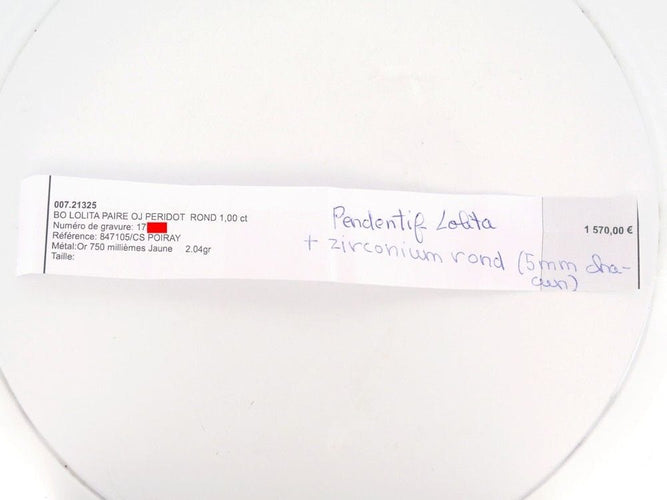 007.21325
BO LOLITA PAIRE OJ PERIDOT ROND 1,00 ct
Numéro de gravure: 17
Référence: 847105/CS POIRAY
Métal:Or 750 millièmes Jaune 2.04gr
Taille:
Pendentif Lolita
+ zirconium rond (5mm cha-
cun)
1 570,00 €